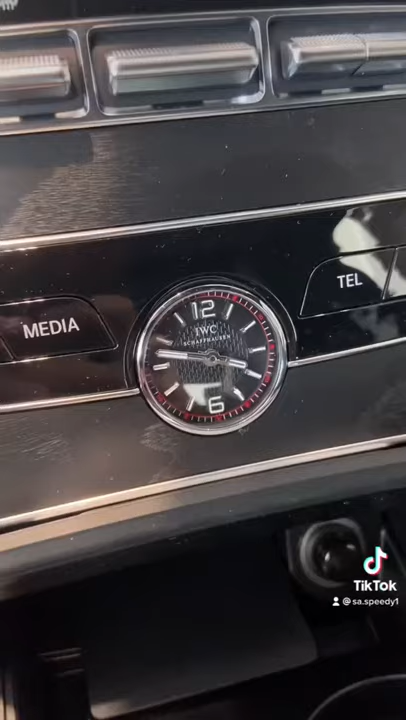 12
IWC
SCHAFFHAUSEN
6
MEDIA
TEL
TikTok
@sa.speedy1